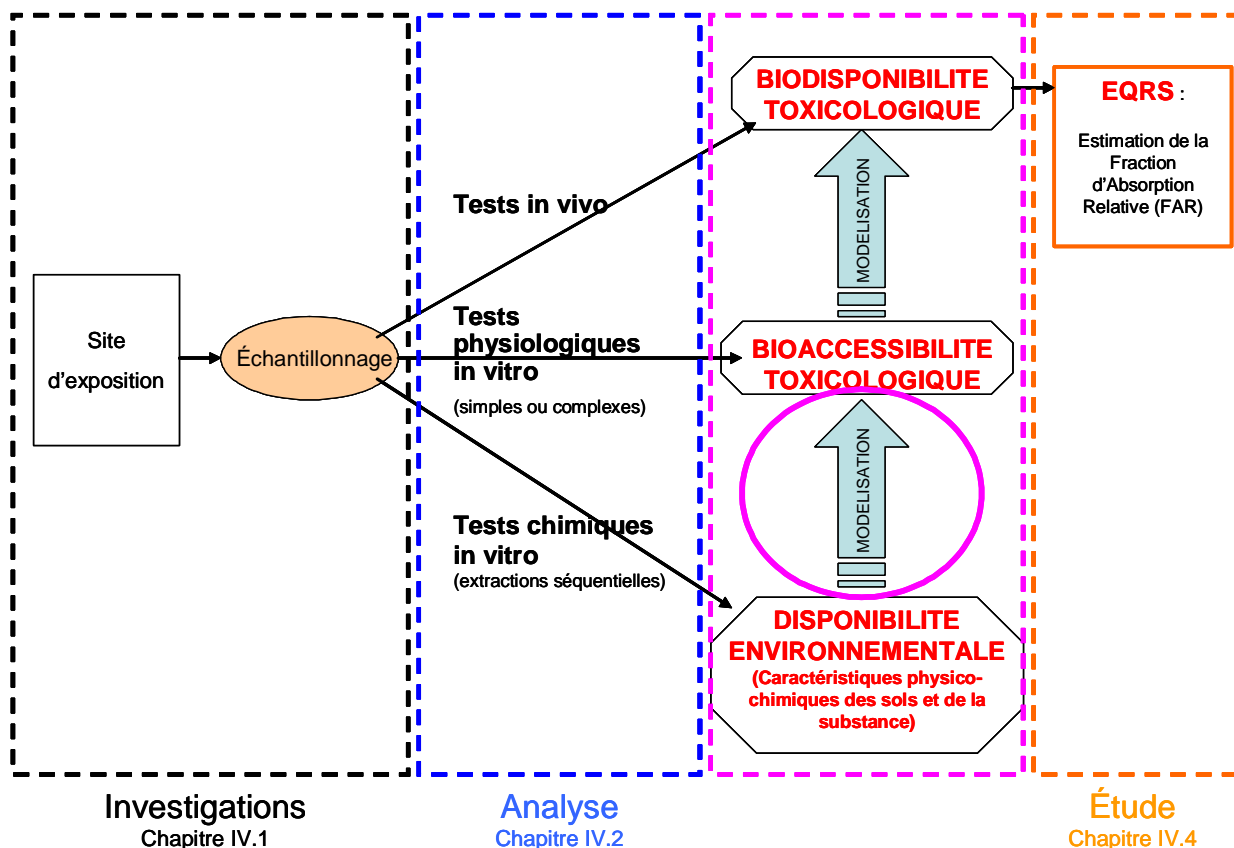 Site
d'exposition
Échantillonnage
Tests in vivo
Tests
physiologiques
in vitro
(simples ou complexes)
Tests chimiques
in vitro
(extractions séquentielles)
BIODISPONIBILITE
TOXICOLOGIQUE
MODELISATION
BIOACCESSIBILITE
TOXICOLOGIQUE
MODELISATION
DISPONIBILITE
ENVIRONNEMENTALE
(Caractéristiques physico-
chimiques des sols et de la
substance)
EQRS :
Estimation de la
Fraction
d'Absorption
Relative (FAR)
Investigations
Chapitre IV.1
Analyse
Chapitre IV.2
Étude
Chapitre IV.4